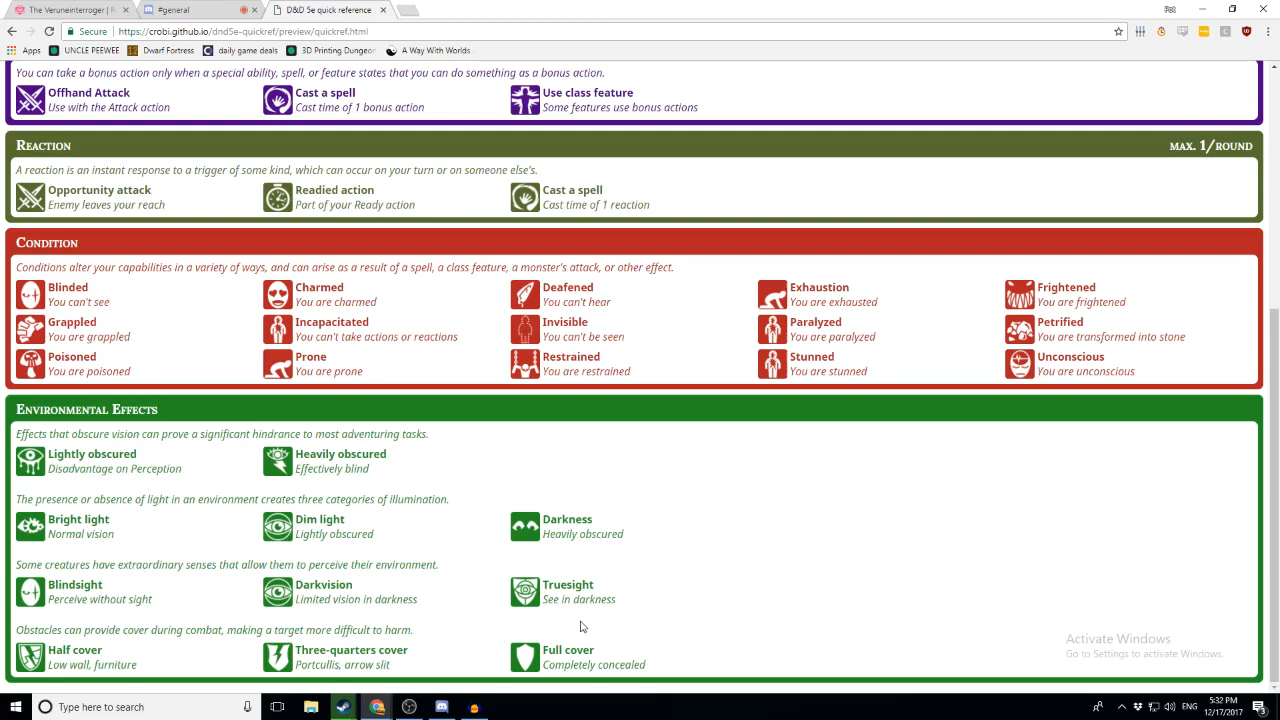 The Veruneinterroger | R
#general
D&D 5e quick reference
Secure https://crobi.github.io/dnd5e-quickref/preview/quickref.html
Apps UNCLE PEEWEE Dwarf Fortress daily game deals 3D Printing Dungeon A Way With Words
You can take a bonus action only when a special ability, spell, or feature states that you can do something as a bonus action.
Offhand Attack Cast a spell Use class feature
Use with the Attack action Cast time of 1 bonus action Some features use bonus actions
Reaction max. 1/round
A reaction is an instant response to a trigger of some kind, which can occur on your turn or on someone else's.
Opportunity attack Readied action Cast a spell
Enemy leaves your reach Part of your Ready action Cast time of 1 reaction
Condition
Conditions alter your capabilities in a variety of ways, and can arise as a result of a spell, a class feature, a monster's attack, or other effect.
Blinded Charmed Deafened Exhaustion Frightened
You can't see You are charmed You can't hear You are exhausted You are frightened
Grappled Incapacitated Invisible Paralyzed Petrified
You are grappled You can't take actions or reactions You can't be seen You are paralyzed You are transformed into stone
Poisoned Prone Restrained Stunned Unconscious
You are poisoned You are prone You are restrained You are stunned You are unconscious
Environmental Effects
Effects that obscure vision can prove a significant hindrance to most adventuring tasks.
Lightly obscured Heavily obscured
Disadvantage on Perception Effectively blind
The presence or absence of light in an environment creates three categories of illumination.
Bright light Dim light Darkness
Normal vision Lightly obscured Heavily obscured
Some creatures have extraordinary senses that allow them to perceive their environment.
Blindsight Darkvision Truesight
Perceive without sight Limited vision in darkness See in darkness
Obstacles can provide cover during combat, making a target more difficult to harm.
Half cover Three-quarters cover Full cover
Low wall, furniture Portcullis, arrow slit Completely concealed
Activate Windows
Go to Settings to activate Windows.
Type here to search
5:32 PM
12/17/2017
3